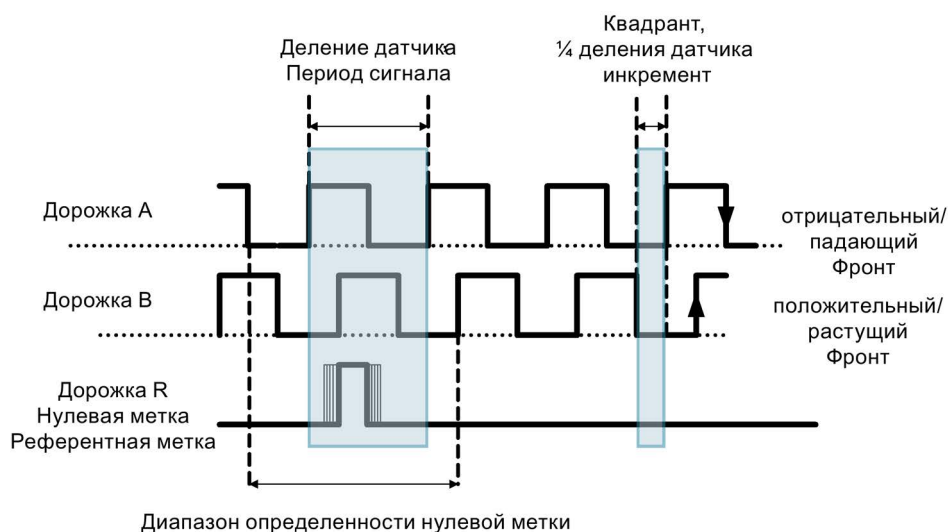 Деление датчика
Период сигнала
Квадрант,
¼ деления датчика
инкремент
Дорожка A
отрицательный/
падающий
Фронт
Дорожка B
положительный/
растущий
Фронт
Дорожка R
Нулевая метка
Референтная метка
Диапазон определенности нулевой метки